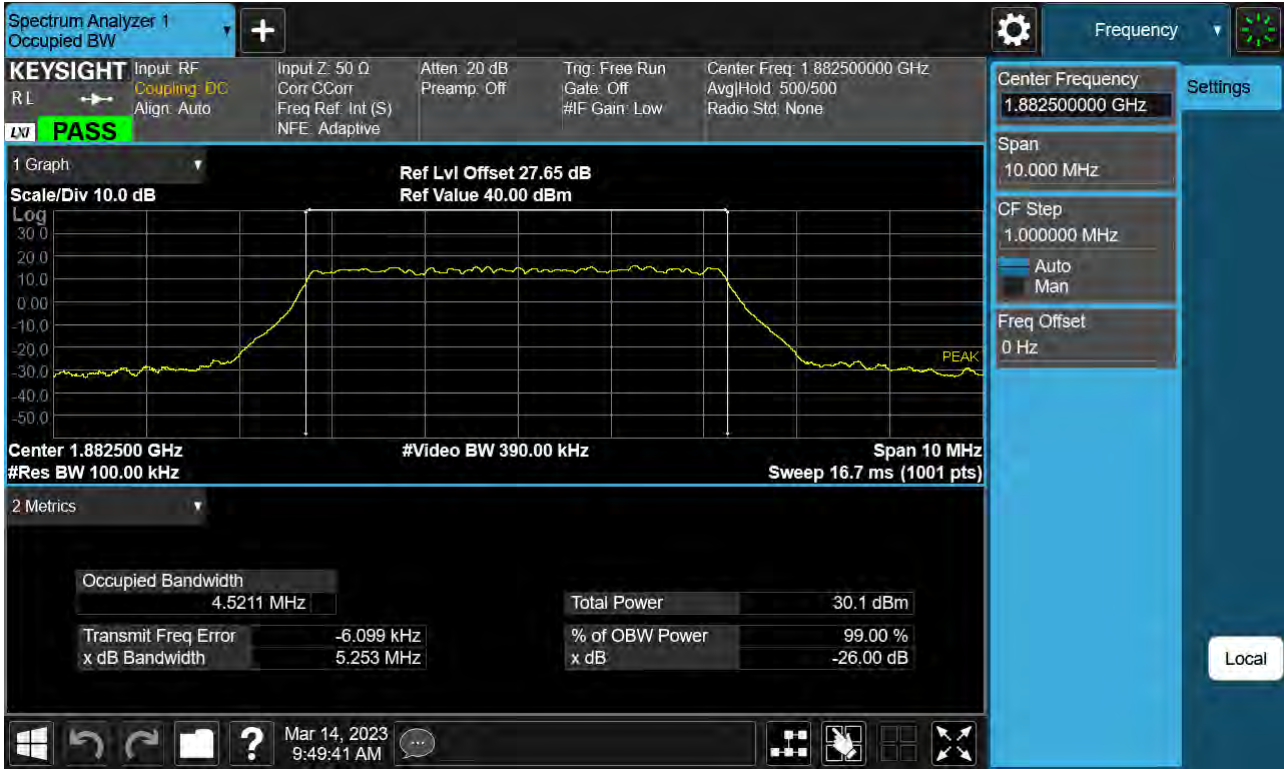 Spectrum Analyzer 1
Occupied BW
Frequency
KEYSIGHT
R L
LXI
PASS
Input: RF
Coupling: DC
Align: Auto
Input Z: 50 Ω
Corr CCorr
Freq Ref: Int (S)
NFE: Adaptive
Atten: 20 dB
Preamp: Off
Trig: Free Run
Gate: Off
#IF Gain: Low
Center Freq: 1.882500000 GHz
Avg|Hold: 500/500
Radio Std: None
Center Frequency
1.882500000 GHz
Settings
Span
10.000 MHz
CF Step
1.000000 MHz
Auto
Man
Freq Offset
0 Hz
1 Graph
Scale/Div 10.0 dB
Ref Lvl Offset 27.65 dB
Ref Value 40.00 dBm
Log
30.0
20.0
10.0
0.00
-10.0
-20.0
-30.0
-40.0
-50.0
PEAK
Center 1.882500 GHz
#Video BW 390.00 kHz
Span 10 MHz
#Res BW 100.00 kHz
Sweep 16.7 ms (1001 pts)
2 Metrics
Occupied Bandwidth
4.5211 MHz
Total Power 30.1 dBm
Transmit Freq Error -6.099 kHz
% of OBW Power 99.00 %
x dB Bandwidth 5.253 MHz
x dB -26.00 dB
Local
?
Mar 14, 2023
9:49:41 AM